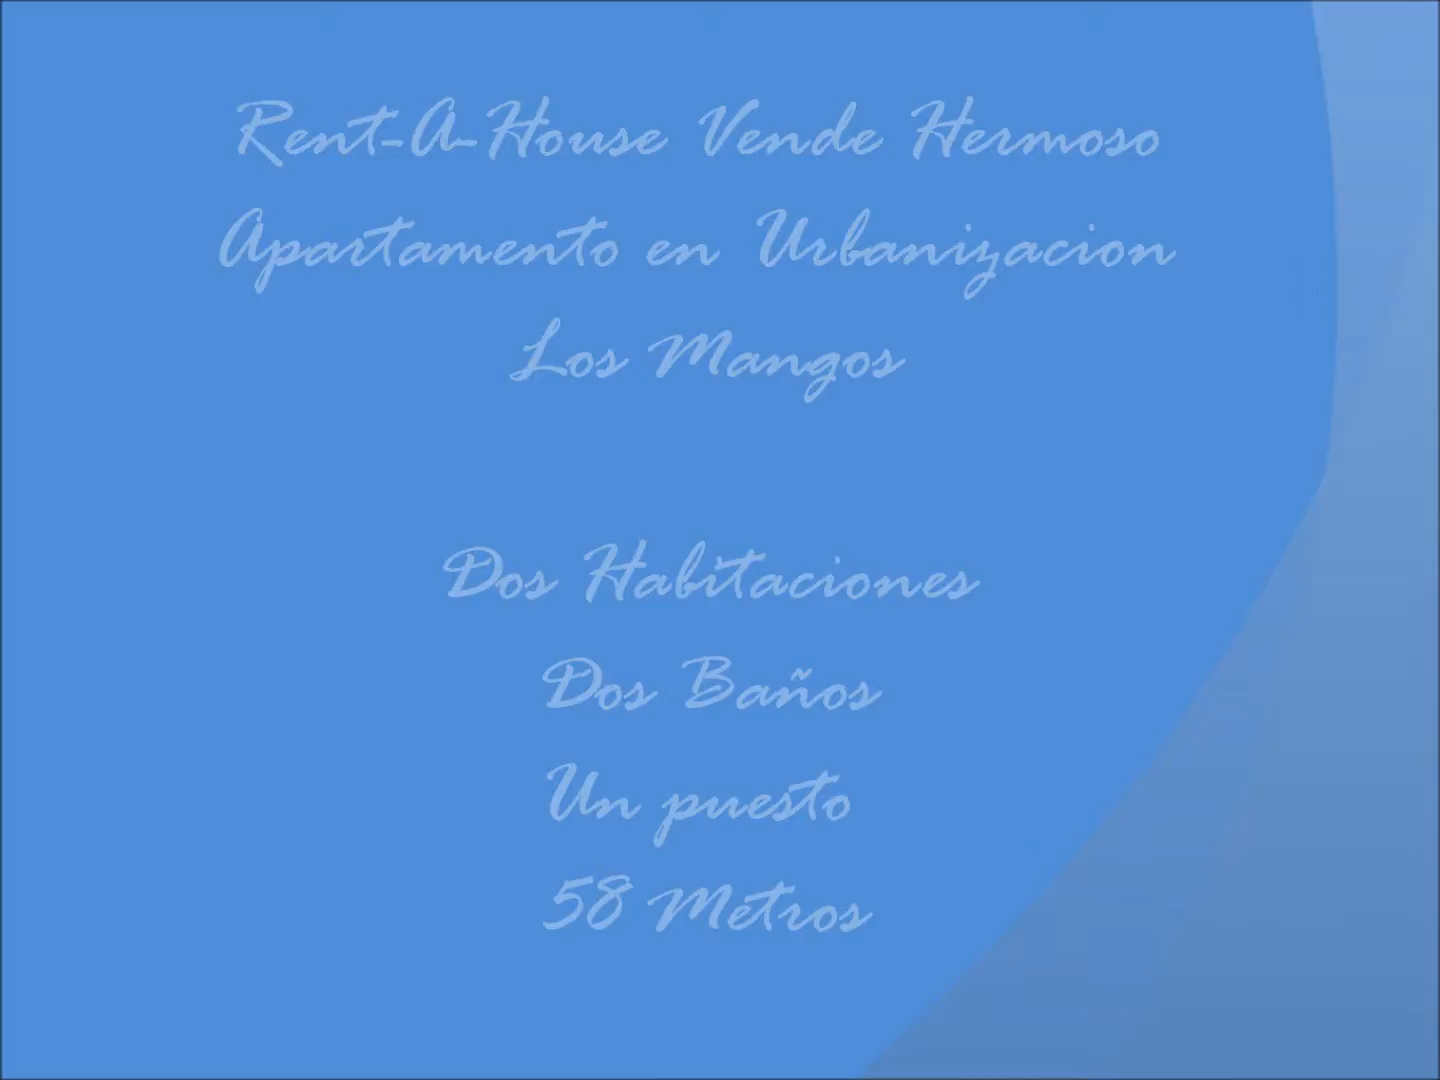 Rent-A-House Vende Hermoso
Apartamento en Urbanizacion
Los Mangos
Dos Habitaciones
Dos Baños
Un puesto
58 Metros